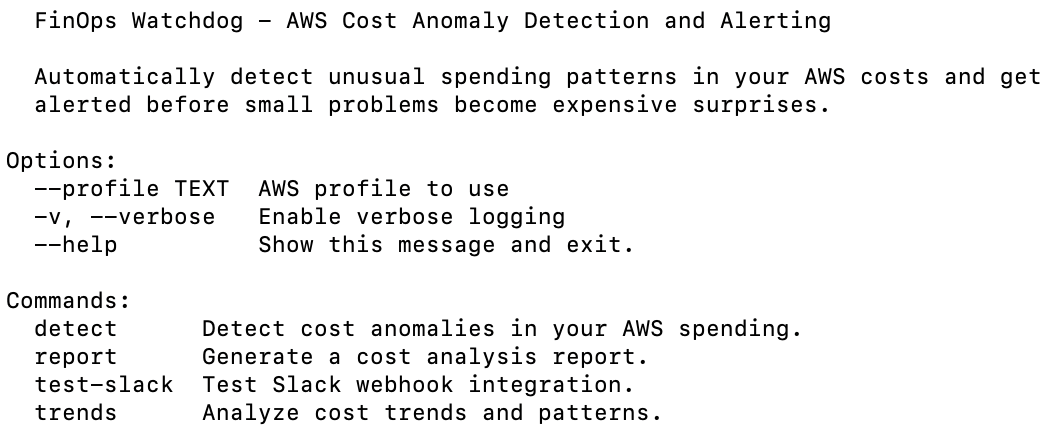 FinOps Watchdog – AWS Cost Anomaly Detection and Alerting
Automatically detect unusual spending patterns in your AWS costs and get
alerted before small problems become expensive surprises.
Options:
--profile TEXT  AWS profile to use
-v, --verbose   Enable verbose logging
--help          Show this message and exit.
Commands:
detect      Detect cost anomalies in your AWS spending.
report      Generate a cost analysis report.
test-slack  Test Slack webhook integration.
trends      Analyze cost trends and patterns.